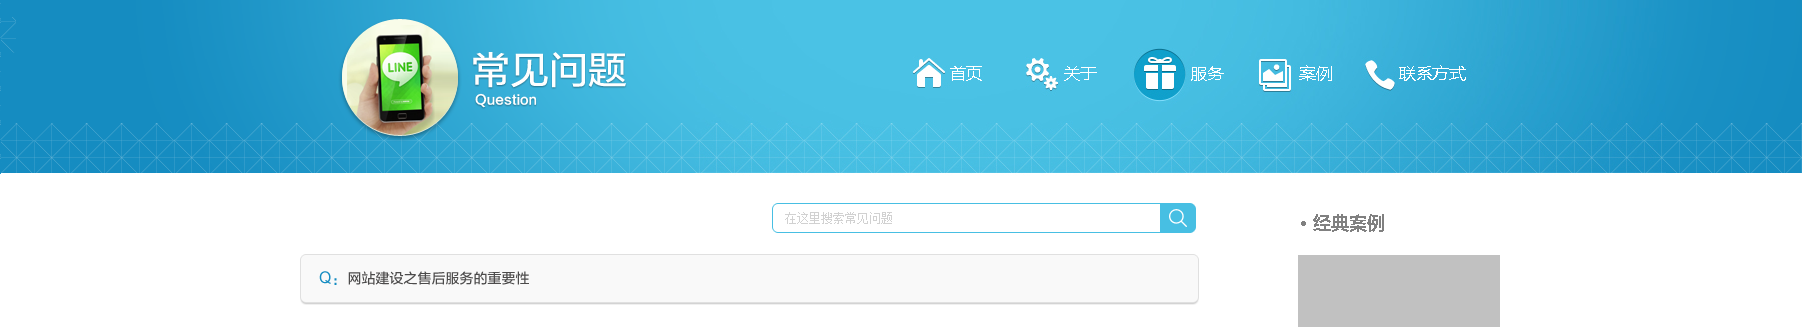 LINE
常见问题
Question
首页 关于 服务 案例 联系方式
在这里搜索常见问题
• 经典案例
Q：网站建设之售后服务的重要性